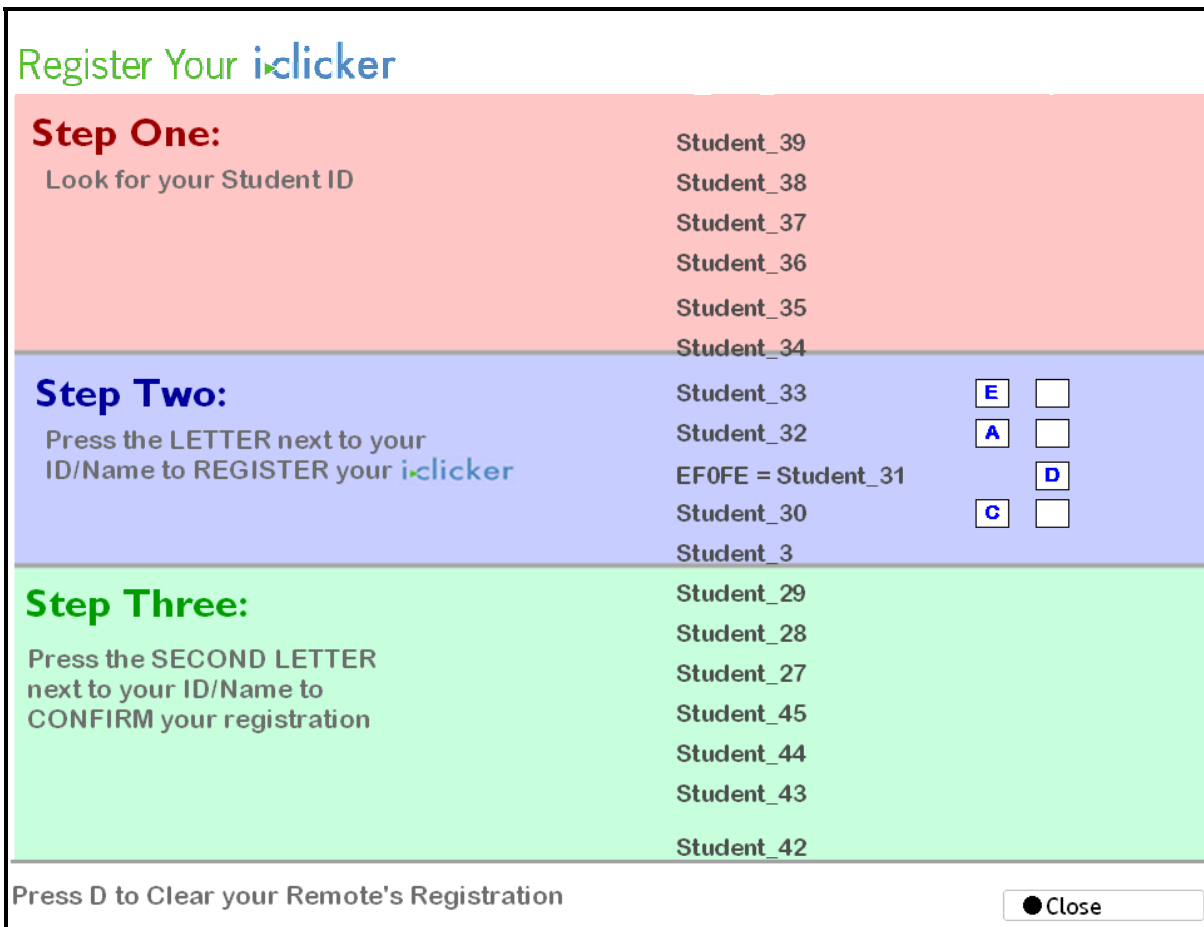 Register Your i▸clicker
Step One:
Look for your Student ID
Student_39
Student_38
Student_37
Student_36
Student_35
Student_34
Step Two:
Press the LETTER next to your
ID/Name to REGISTER your i▸clicker
Student_33 E
Student_32 A
EF0FE = Student_31 D
Student_30 C
Student_3
Step Three:
Press the SECOND LETTER
next to your ID/Name to
CONFIRM your registration
Student_29
Student_28
Student_27
Student_45
Student_44
Student_43
Student_42
Press D to Clear your Remote's Registration
Close